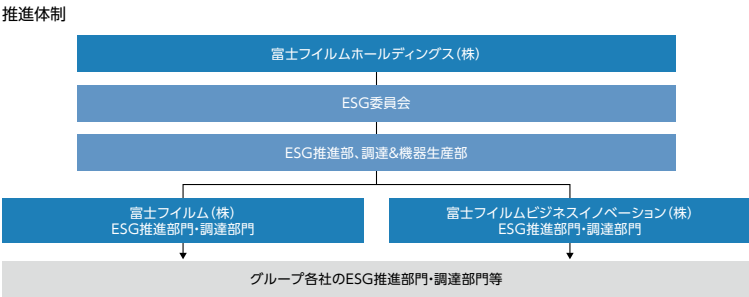 推進体制
富士フイルムホールディングス（株）
ESG委員会
ESG推進部、調達&機器生産部
富士フイルム（株）
ESG推進部門・調達部門
富士フイルムビジネスイノベーション（株）
ESG推進部門・調達部門
グループ各社のESG推進部門・調達部門等